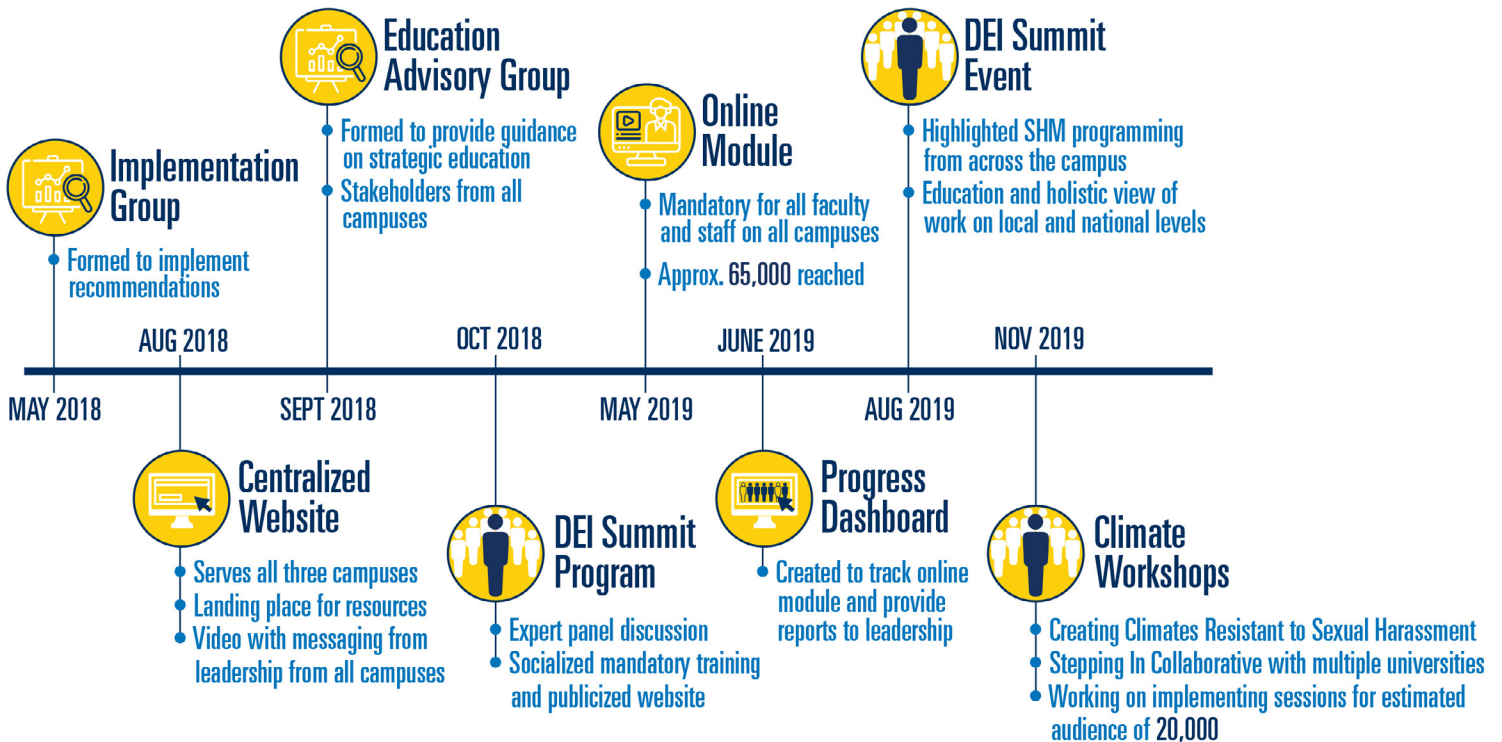 Implementation
Group
Formed to implement
recommendations
MAY 2018
AUG 2018
Centralized
Website
Serves all three campuses
Landing place for resources
Video with messaging from
leadership from all campuses
Education
Advisory Group
Formed to provide guidance
on strategic education
Stakeholders from all
campuses
SEPT 2018
OCT 2018
DEI Summit
Program
Expert panel discussion
Socialized mandatory training
and publicized website
Online
Module
Mandatory for all faculty
and staff on all campuses
Approx. 65,000 reached
MAY 2019
JUNE 2019
Progress
Dashboard
Created to track online
module and provide
reports to leadership
DEI Summit
Event
Highlighted SHM programming
from across the campus
Education and holistic view of
work on local and national levels
AUG 2019
NOV 2019
Climate
Workshops
Creating Climates Resistant to Sexual Harassment
Stepping In Collaborative with multiple universities
Working on implementing sessions for estimated
audience of 20,000